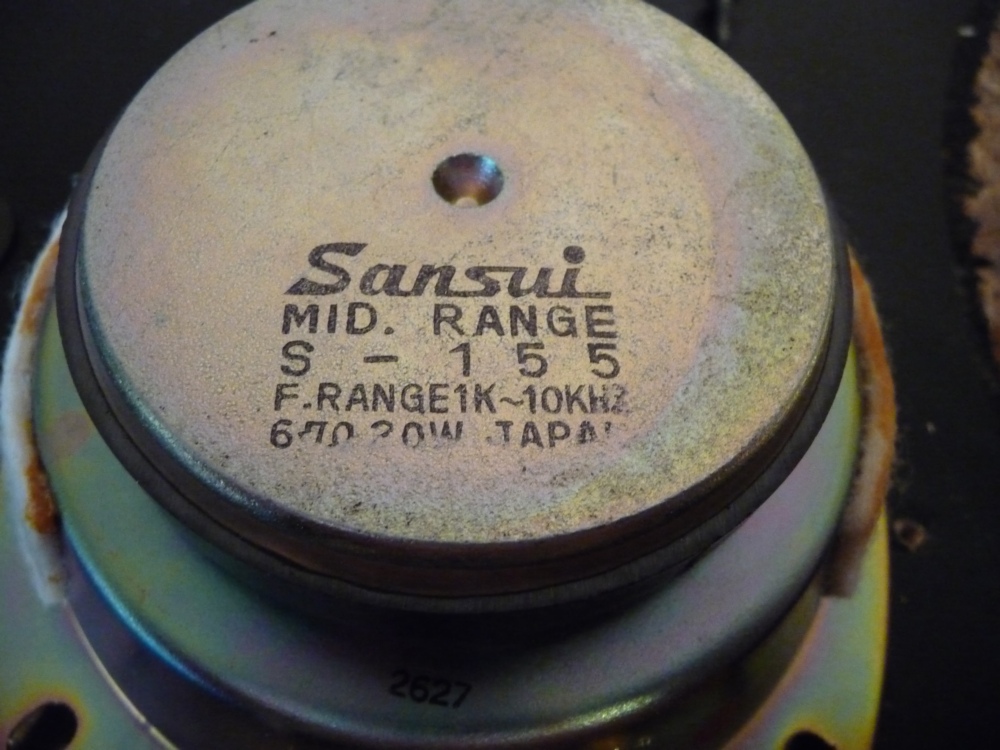 Sansui
MID. RANGE
S - 155
F.RANGE1K~10KHZ
20W JAPAN
2627